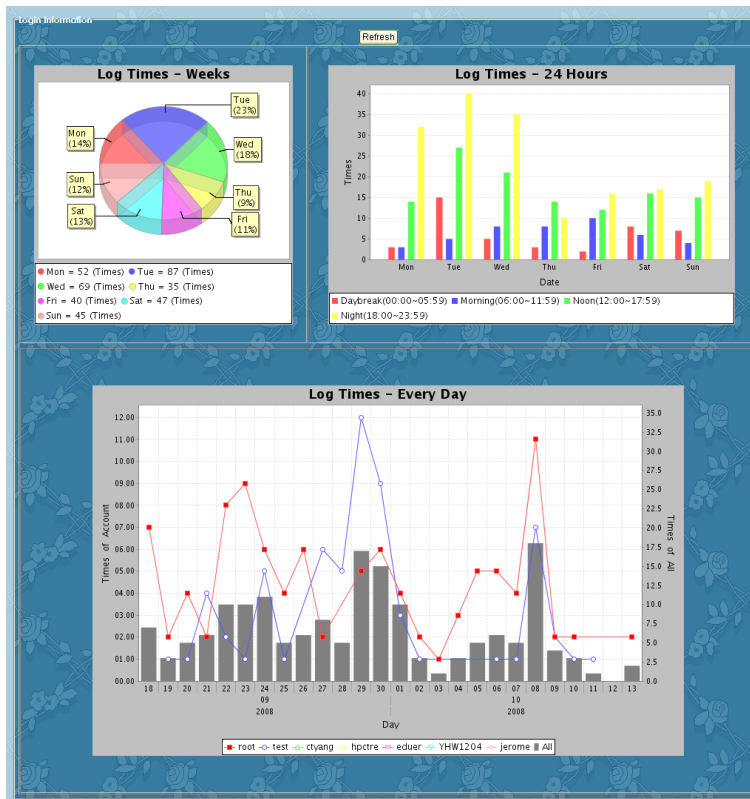 Login Information
Refresh
Log Times - Weeks
Tue
(23%)
Mon
(14%)
Wed
(18%)
Sun
(12%)
Thu
(9%)
Sat
(13%)
Fri
(11%)
Mon = 52 (Times) Tue = 87 (Times)
Wed = 69 (Times) Thu = 35 (Times)
Fri = 40 (Times) Sat = 47 (Times)
Sun = 45 (Times)
Log Times - 24 Hours
Times
40
35
30
25
20
15
10
5
0
Mon Tue Wed Thu Fri Sat Sun
Date
Daybreak(00:00~05:59) Morning(06:00~11:59) Noon(12:00~17:59)
Night(18:00~23:59)
Log Times - Every Day
Times of Account
12.00
11.00
10.00
09.00
08.00
07.00
06.00
05.00
04.00
03.00
02.00
01.00
00.00
Times of All
35.0
32.5
30.0
27.5
25.0
22.5
20.0
17.5
15.0
12.5
10.0
7.5
5.0
2.5
0.0
18 19 20 21 22 23 24 25 26 27 28 29 30 01 02 03 04 05 06 07 08 09 10 11 12 13
09 10
2008 2008
Day
root test ctyang hpctre eduer YHW1204 jerome All